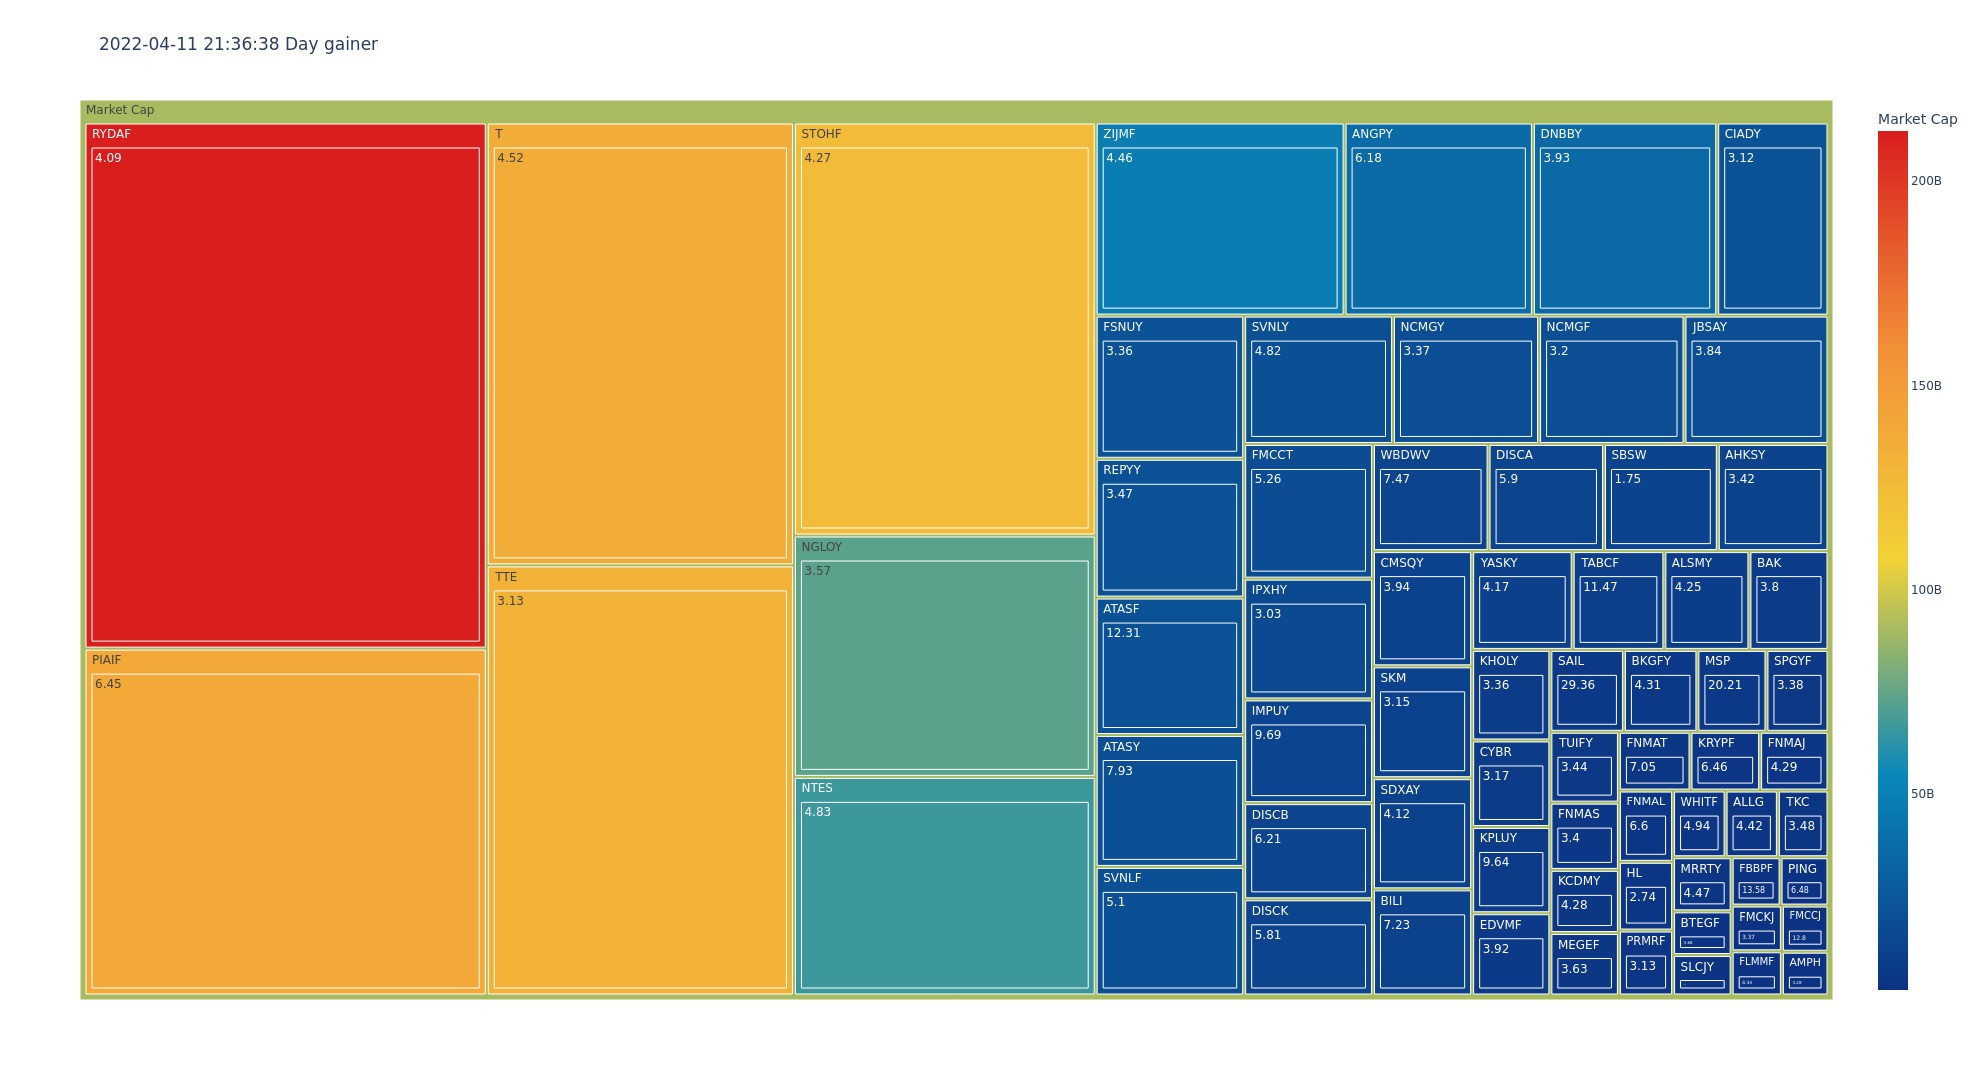 2022-04-11 21:36:38 Day gainer
Market Cap
RYDAF
4.09
PIAIF
6.45
T
4.52
TTE
3.13
STOHF
4.27
NGLOY
3.57
NTES
4.83
ZIJMF
4.46
ANGPY
6.18
DNBBY
3.93
CIADY
3.12
FSNUY
3.36
REPYY
3.47
ATASF
12.31
ATASY
7.93
SVNLF
5.1
SVNLY
4.82
NCMGY
3.37
NCMGF
3.2
JBSAY
3.84
FMCCT
5.26
IPXHY
3.03
IMPUY
9.69
DISCB
6.21
DISCK
5.81
WBDWV
7.47
DISCA
5.9
SBSW
1.75
AHKSY
3.42
CMSQY
3.94
SKM
3.15
SDXAY
4.12
BILI
7.23
YASKY
4.17
TABCF
11.47
ALSMY
4.25
BAK
3.8
KHOLY
3.36
CYBR
3.17
KPLUY
9.64
EDVMF
3.92
SAIL
29.36
BKGFY
4.31
MSP
20.21
SPGYF
3.38
TUIFY
3.44
FNMAS
3.4
KCDMY
4.28
MEGEF
3.63
FNMAT
7.05
KRYPF
6.46
FNMAJ
4.29
FNMAL
6.6
HL
2.74
PRMRF
3.13
WHITF
4.94
ALLG
4.42
TKC
3.48
MRRTY
4.47
BTEGF
SLCJY
FBBPF
13.58
PING
6.48
FMCKJ
3.37
FMCCJ
12.8
FLMMF
AMPH
Market Cap
200B
150B
100B
50B